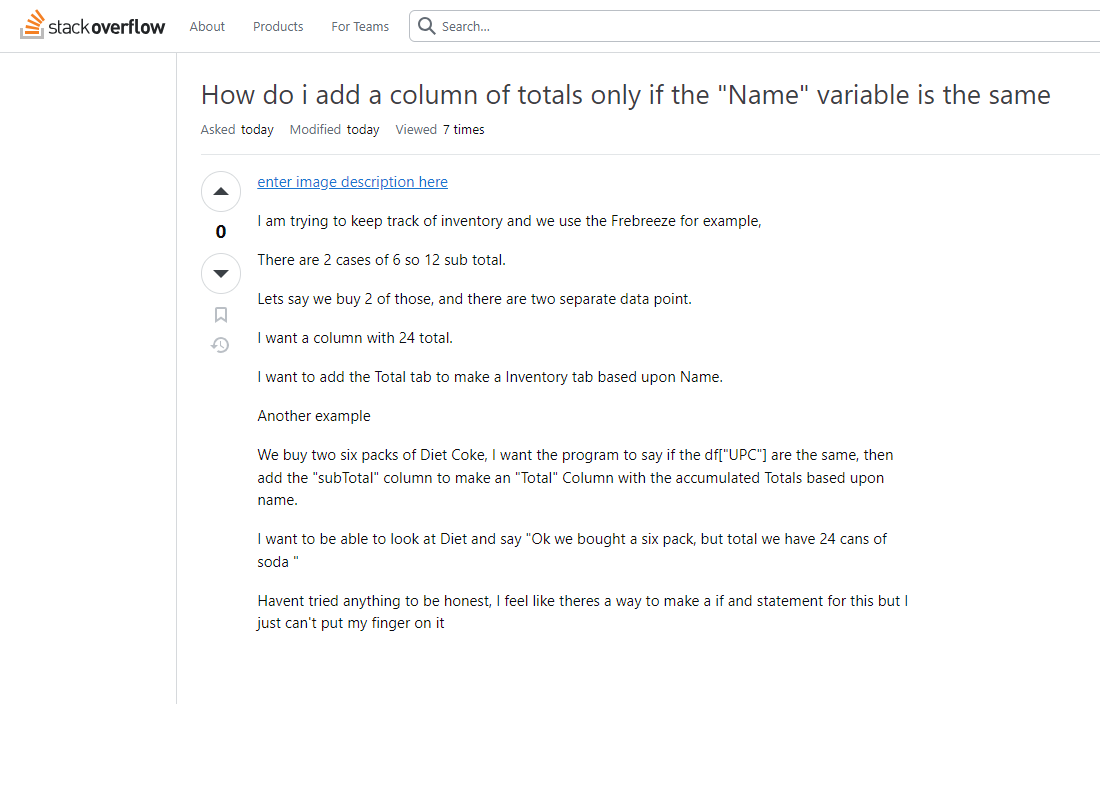 stack overflow About Products For Teams Search...
How do i add a column of totals only if the "Name" variable is the same
Asked today Modified today Viewed 7 times
enter image description here
I am trying to keep track of inventory and we use the Frebreeze for example,
0
There are 2 cases of 6 so 12 sub total.
Lets say we buy 2 of those, and there are two separate data point.
I want a column with 24 total.
I want to add the Total tab to make a Inventory tab based upon Name.
Another example
We buy two six packs of Diet Coke, I want the program to say if the df["UPC"] are the same, then
add the "subTotal" column to make an "Total" Column with the accumulated Totals based upon
name.
I want to be able to look at Diet and say "Ok we bought a six pack, but total we have 24 cans of
soda "
Havent tried anything to be honest, I feel like theres a way to make a if and statement for this but I
just can't put my finger on it